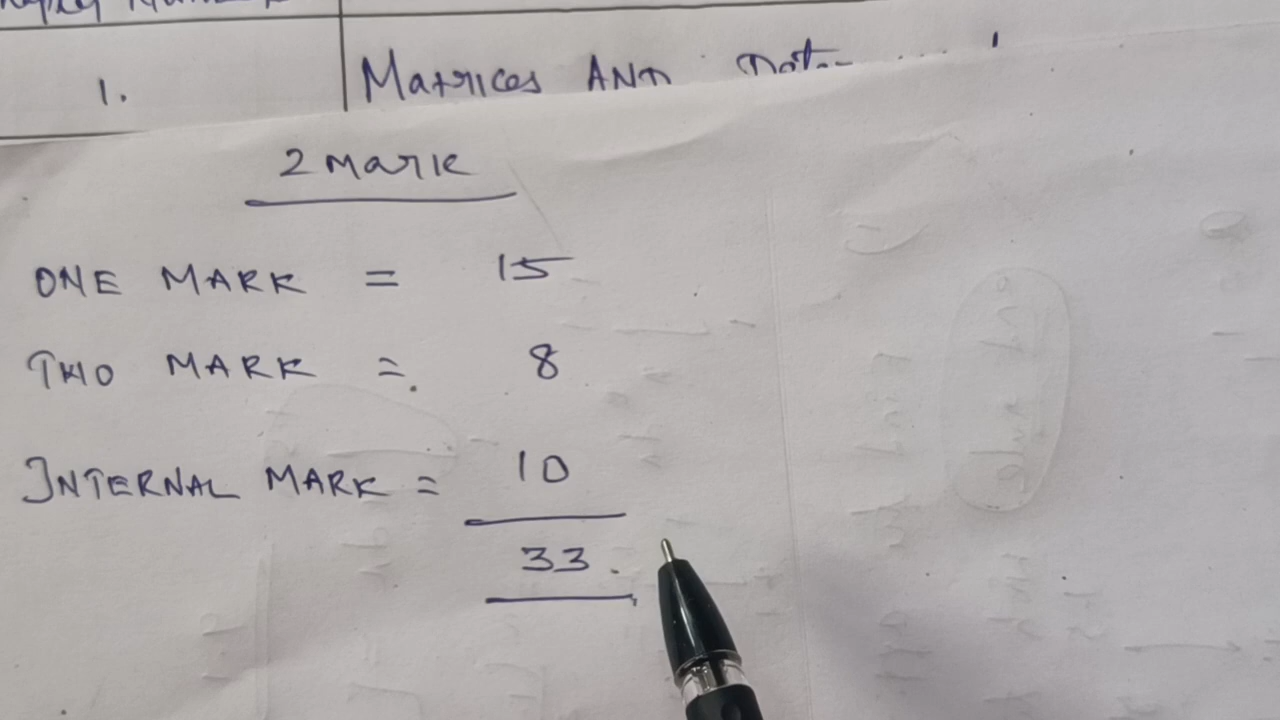 1.
Matrices AND
2 Mark
ONE MARK = 15
TWO MARK = 8
INTERNAL MARK = 10
33.